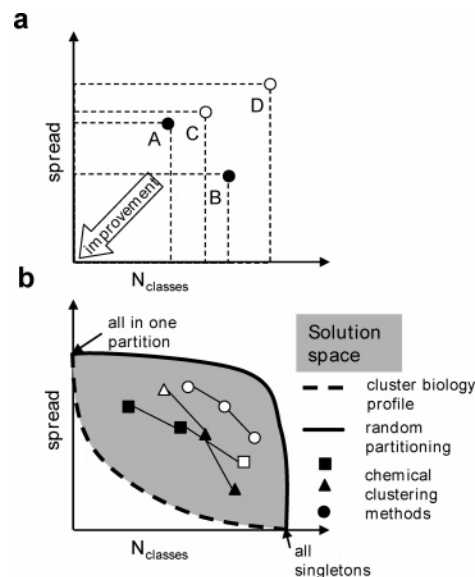 a
D
C
A
B
spread
improvement
N classes
b
all in one
partition
Solution
space
cluster biology
profile
random
partitioning
chemical
clustering
methods
spread
N classes
all
singletons